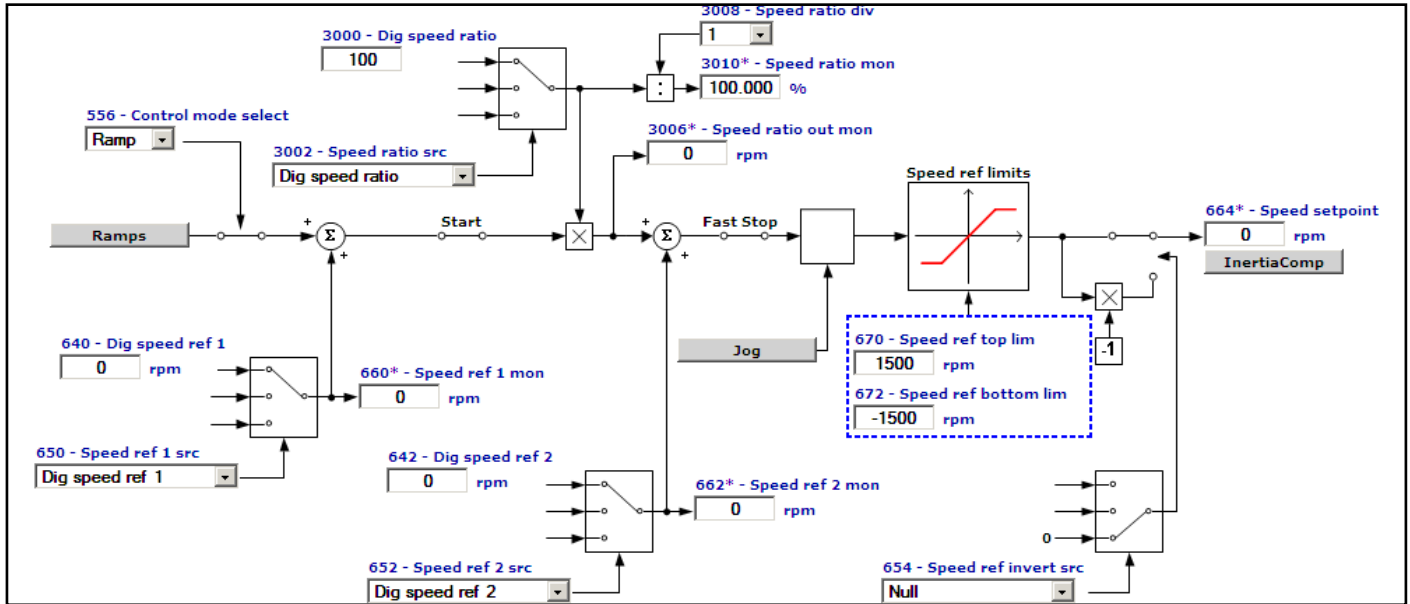 3008 - Speed ratio div
1
3000 - Dig speed ratio
100
3010* - Speed ratio mon
100.000 %
:
556 - Control mode select
Ramp
3006* - Speed ratio out mon
0 rpm
3002 - Speed ratio src
Dig speed ratio
Speed ref limits
664* - Speed setpoint
0 rpm
InertiaComp
Ramps
+
Σ
+
Start
×
+
Σ
+
Fast Stop
×
-1
640 - Dig speed ref 1
0 rpm
660* - Speed ref 1 mon
0 rpm
Jog
670 - Speed ref top lim
1500 rpm
672 - Speed ref bottom lim
-1500 rpm
650 - Speed ref 1 src
Dig speed ref 1
642 - Dig speed ref 2
0 rpm
662* - Speed ref 2 mon
0 rpm
0
652 - Speed ref 2 src
Dig speed ref 2
654 - Speed ref invert src
Null